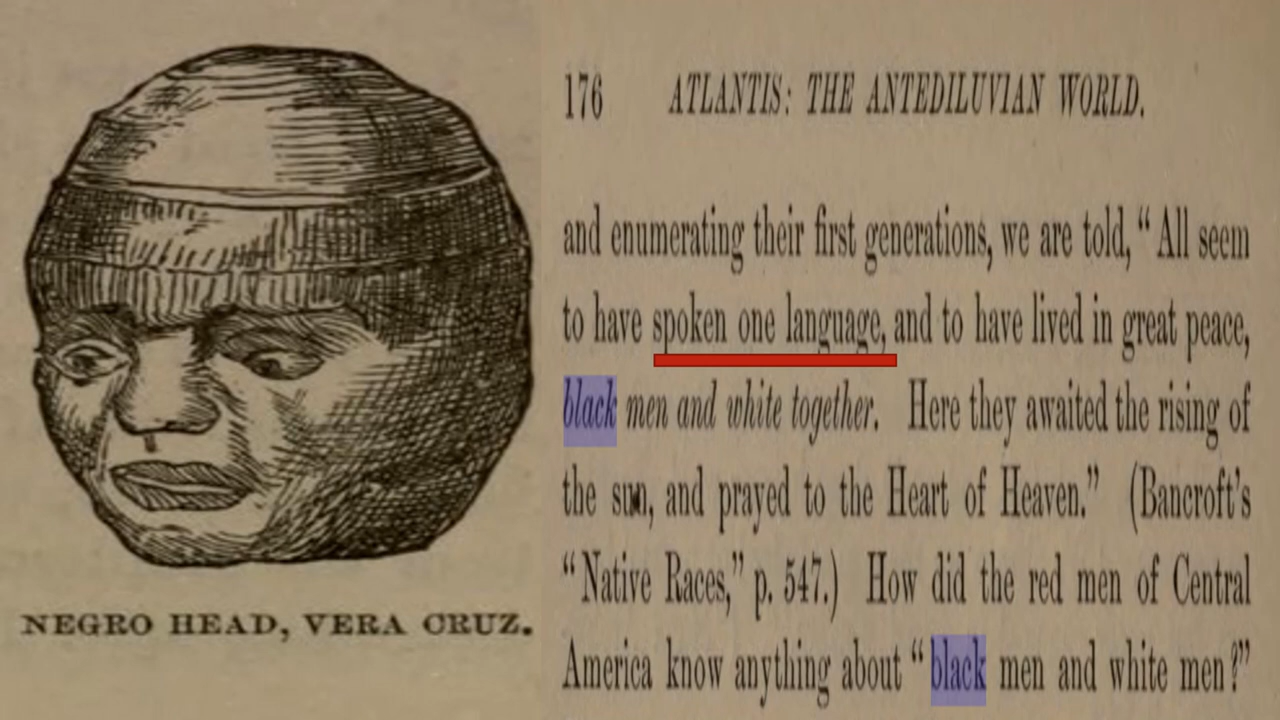 NEGRO HEAD, VERA CRUZ.
176 ATLANTIS: THE ANTEDILUVIAN WORLD.
and enumerating their first generations, we are told, “All seem
to have spoken one language, and to have lived in great peace,
black men and white together. Here they awaited the rising of
the sun, and prayed to the Heart of Heaven.” (Bancroft's
“Native Races,” p. 547.) How did the red men of Central
America know anything about “black men and white men?”